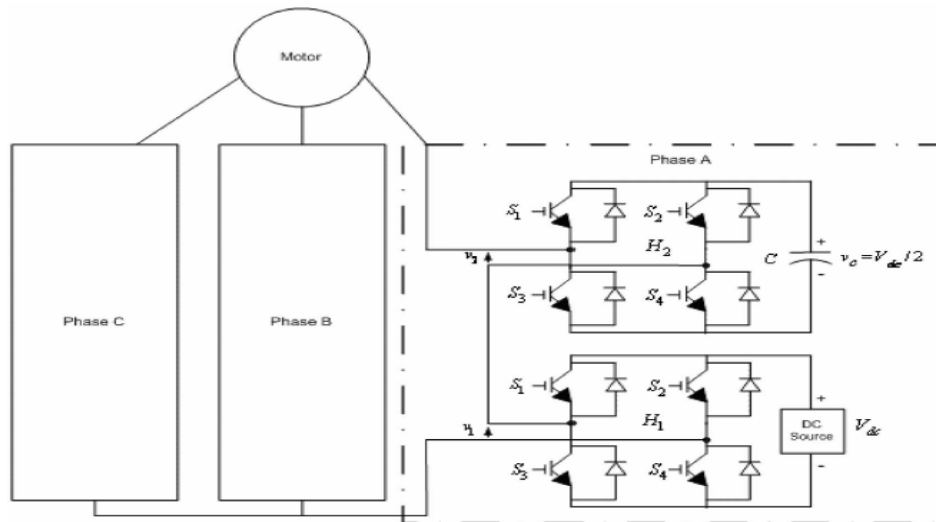 Motor
Phase A
S1
S2
v2
H2
C
+
vc = Vdc/2
-
S3
S4
Phase C
Phase B
S1
S2
+
v1
H1
DC
Source
Vdc
S3
S4
-